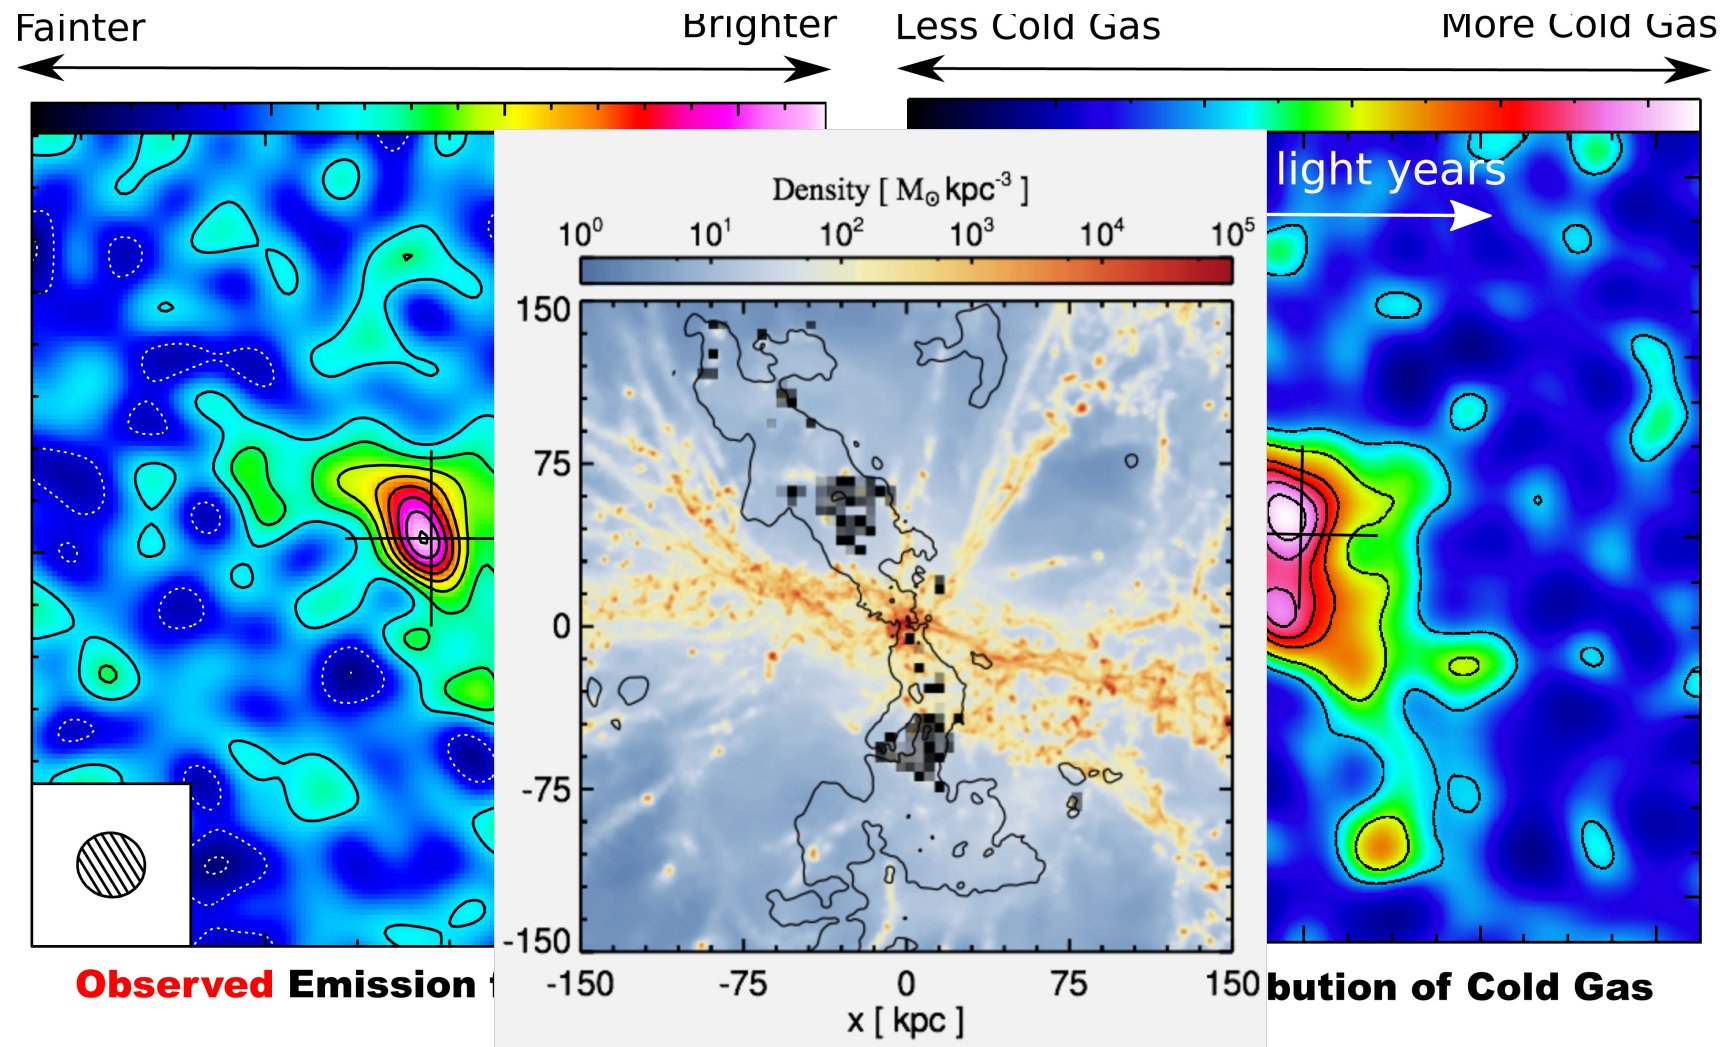 Fainter
Brighter
Less Cold Gas
More Cold Gas
light years
Density [ M⊙ kpc⁻³ ]
10⁰ 10¹ 10² 10³ 10⁴ 10⁵
150
75
0
-75
-150
-150 -75 0 75 150
x [ kpc ]
Observed Emission
bution of Cold Gas